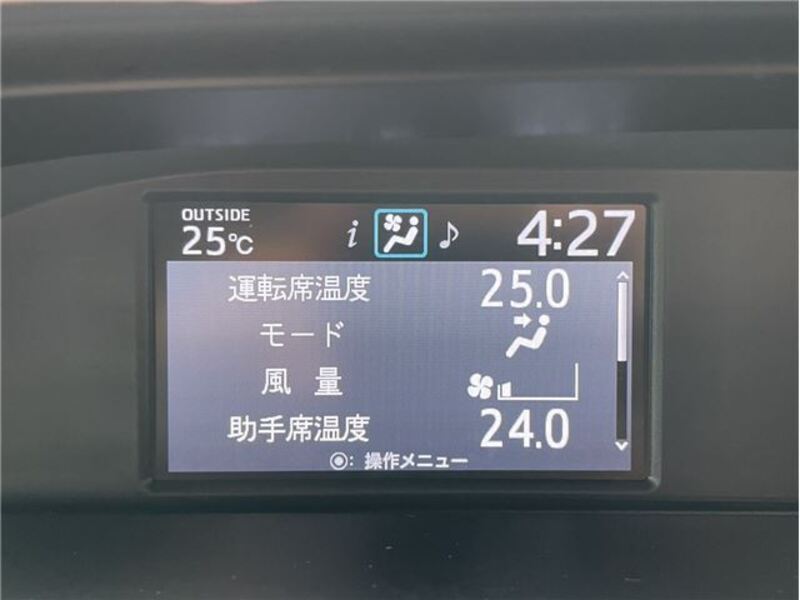 OUTSIDE
25℃ i ♪ 4:27
運転席温度 25.0
モード
風 量
助手席温度 24.0
◉: 操作メニュー